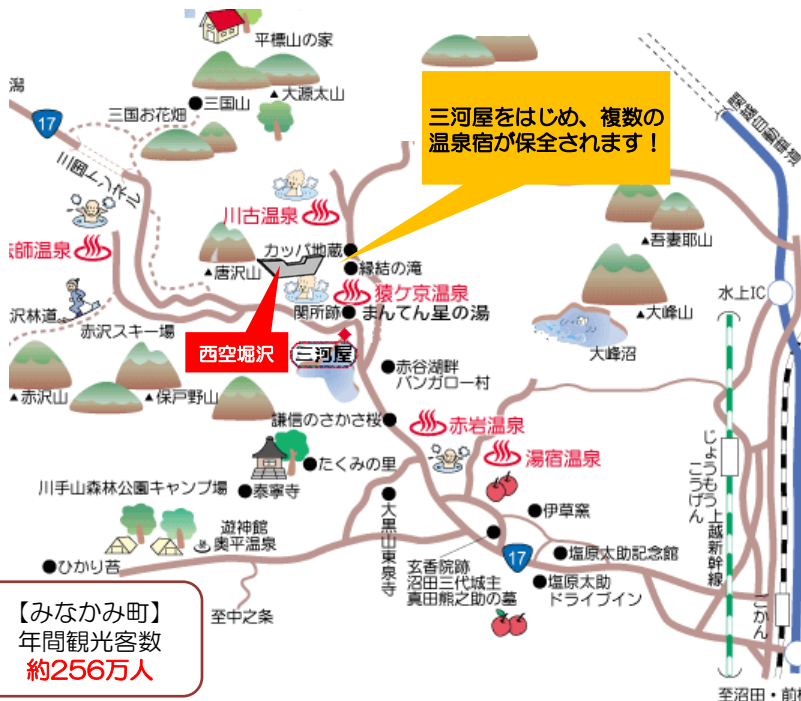 平標山の家
潟
17
三国お花畑
三国山
▲大源太山
三国トンネル
三河屋をはじめ、複数の
温泉宿が保全されます！
関越自動車道
川古温泉
法師温泉
▲唐沢山
カッパ地蔵
縁結の滝
▲吾妻耶山
猿ケ京温泉
関所跡
まんてん星の湯
水上IC
▲大峰山
大峰沼
沢林道
赤沢スキー場
西空堀沢
三河屋
赤谷湖畔
バンガロー村
▲赤沢山
▲保戸野山
謙信のさかさ桜
赤岩温泉
湯宿温泉
たくみの里
泰寧寺
川手山森林公園キャンプ場
大黒山東泉寺
じょうもう
こうげん
上越新幹線
伊草窯
遊神館
奥平温泉
ひかり苔
玄香院跡
沼田三代城主
真田熊之助の墓
17
塩原太助記念館
塩原太助
ドライブイン
ごかん
至中之条
【みなかみ町】
年間観光客数
約256万人
至沼田・前橋